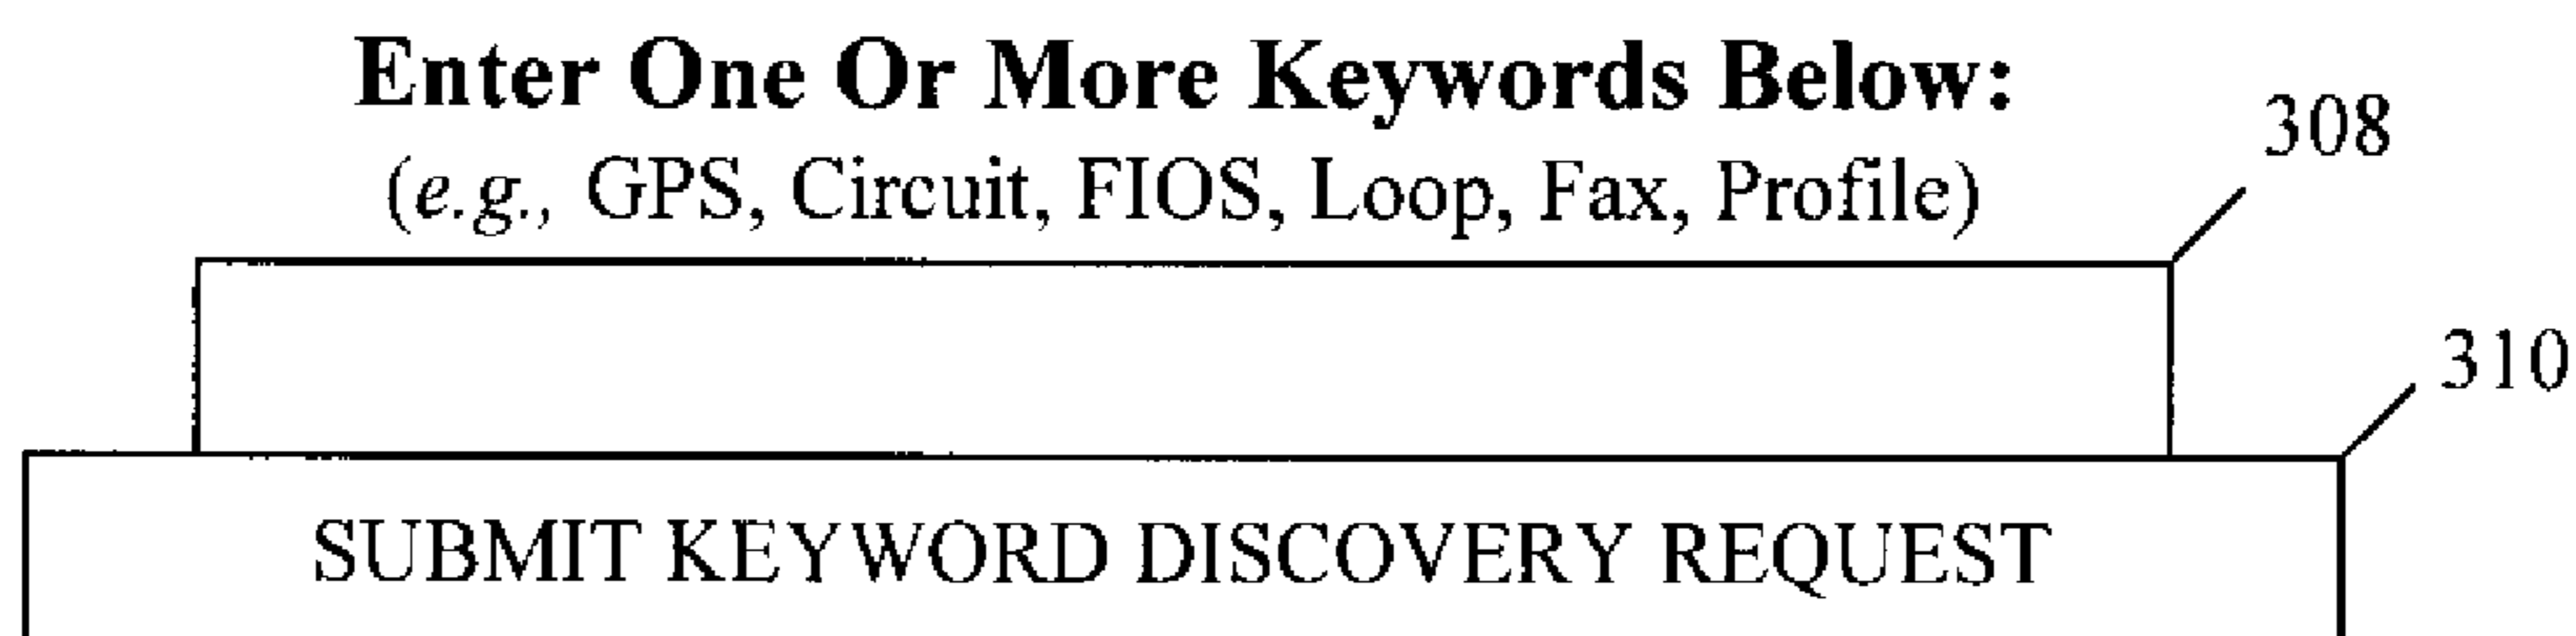 Enter One Or More Keywords Below:
(e.g., GPS, Circuit, FIOS, Loop, Fax, Profile)
308
310
SUBMIT KEYWORD DISCOVERY REQUEST